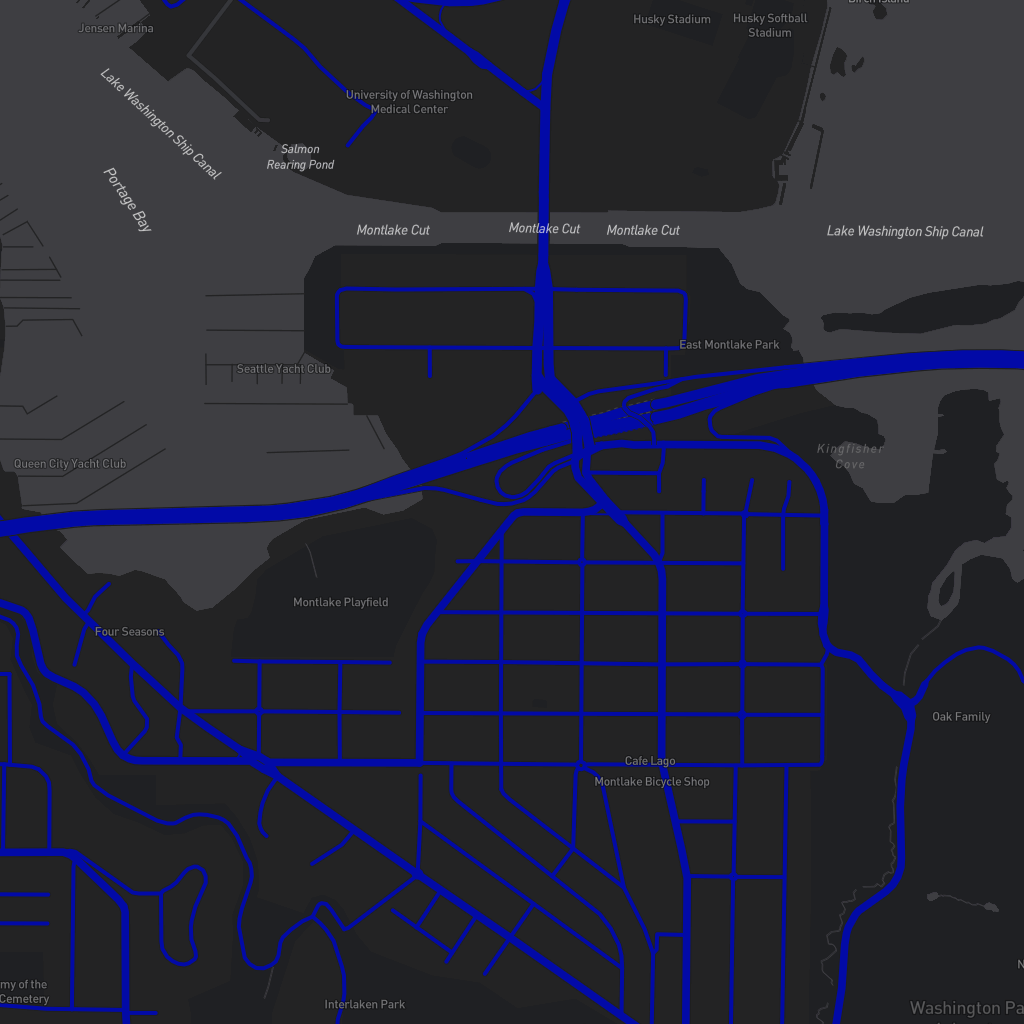 Jensen Marina
Husky Stadium
Husky Softball
Stadium
Lake Washington Ship Canal
University of Washington
Medical Center
Salmon
Rearing Pond
Portage Bay
Montlake Cut
Montlake Cut
Montlake Cut
Lake Washington Ship Canal
East Montlake Park
Seattle Yacht Club
Kingfisher
Cove
Queen City Yacht Club
Montlake Playfield
Four Seasons
Oak Family
Cafe Lago
Montlake Bicycle Shop
my of the
Cemetery
Interlaken Park
Washington Pa